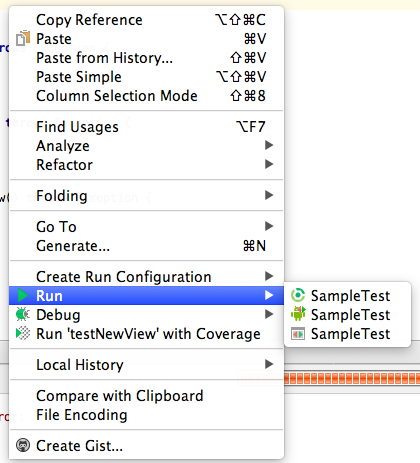 Copy Reference ⌥⇧⌘C
Paste ⌘V
Paste from History... ⇧⌘V
Paste Simple ⌥⇧⌘V
Column Selection Mode ⇧⌘8
Find Usages ⌥F7
Analyze
Refactor
Folding
Go To
Generate... ⌘N
Create Run Configuration
Run
SampleTest
Debug
SampleTest
Run 'testNewView' with Coverage
SampleTest
Local History
Compare with Clipboard
File Encoding
Create Gist...